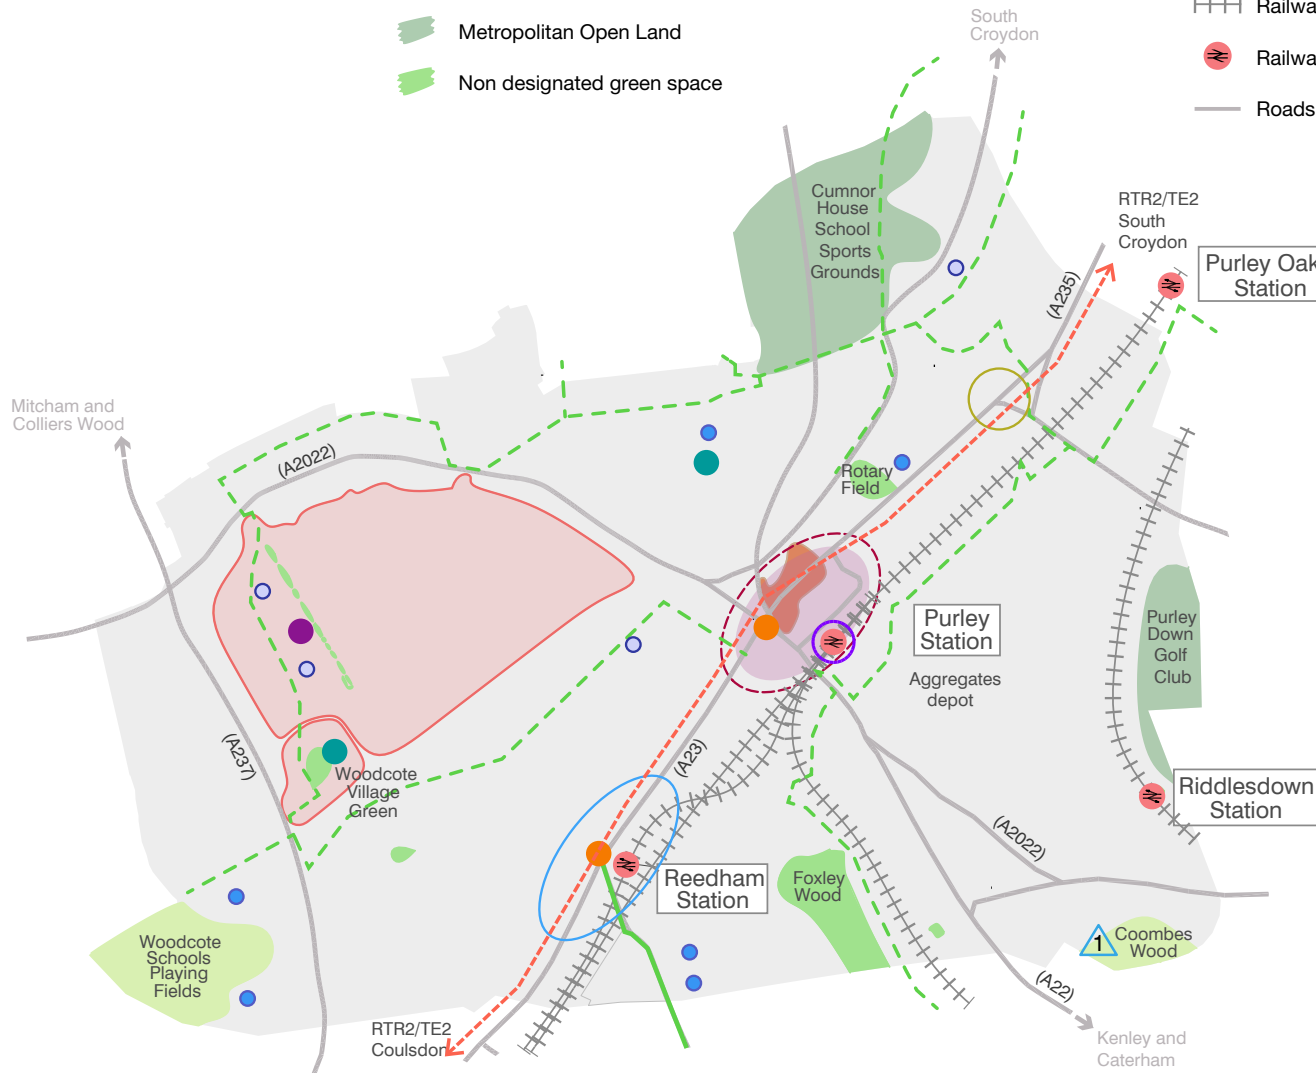 South
Croydon
Metropolitan Open Land
Non designated green space
Roads
Cumnor
House
School
Sports
Grounds
RTR2/TE2
South
Croydon
(A235)
Station
Mitcham and
Colliers Wood
(A2022)
Rotary
Field
Purley
Station
Aggregates
depot
Purley
Down
Golf
Club
(A237)
Woodcote
Village
Green
(A23)
Riddlesdown
Station
(A2022)
Reedham
Station
Foxley
Wood
Woodcote
Schools
Playing
Fields
1
Coombes
Wood
(A22)
RTR2/TE2
Coulsdon
Kenley and
Caterham
Purley